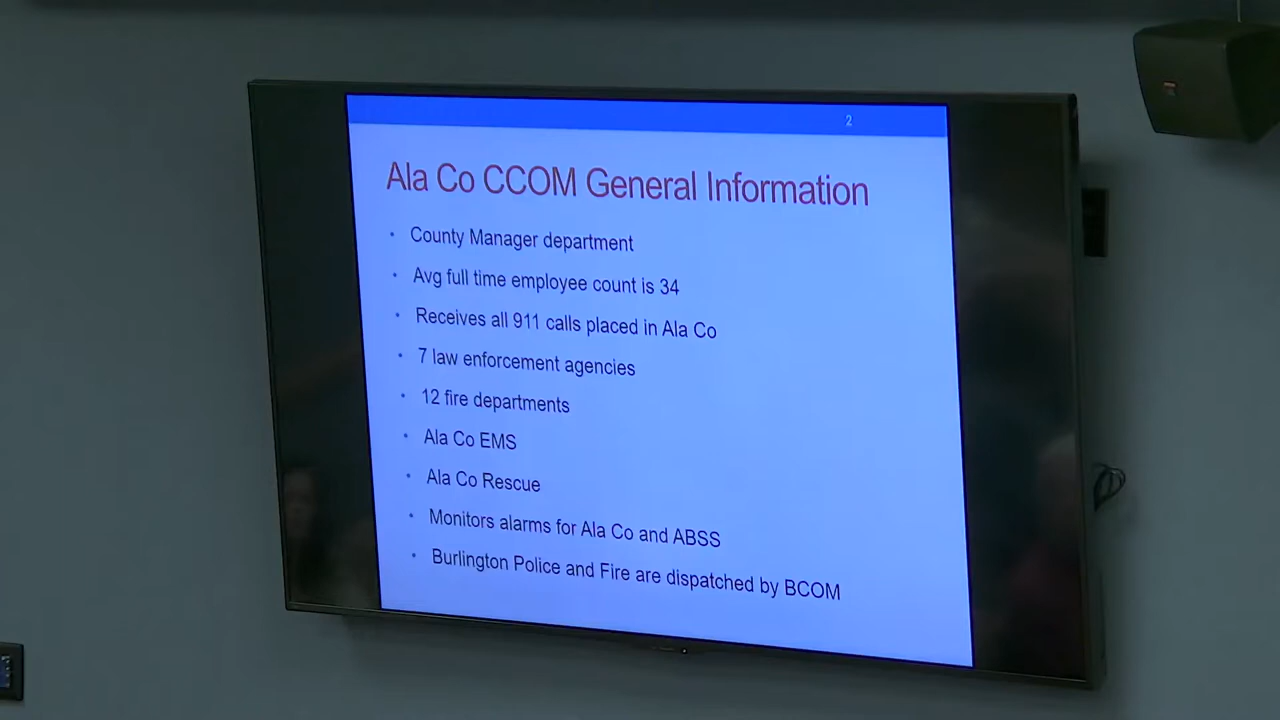 2
Ala Co CCOM General Information
• County Manager department
• Avg full time employee count is 34
• Receives all 911 calls placed in Ala Co
• 7 law enforcement agencies
• 12 fire departments
• Ala Co EMS
• Ala Co Rescue
• Monitors alarms for Ala Co and ABSS
• Burlington Police and Fire are dispatched by BCOM